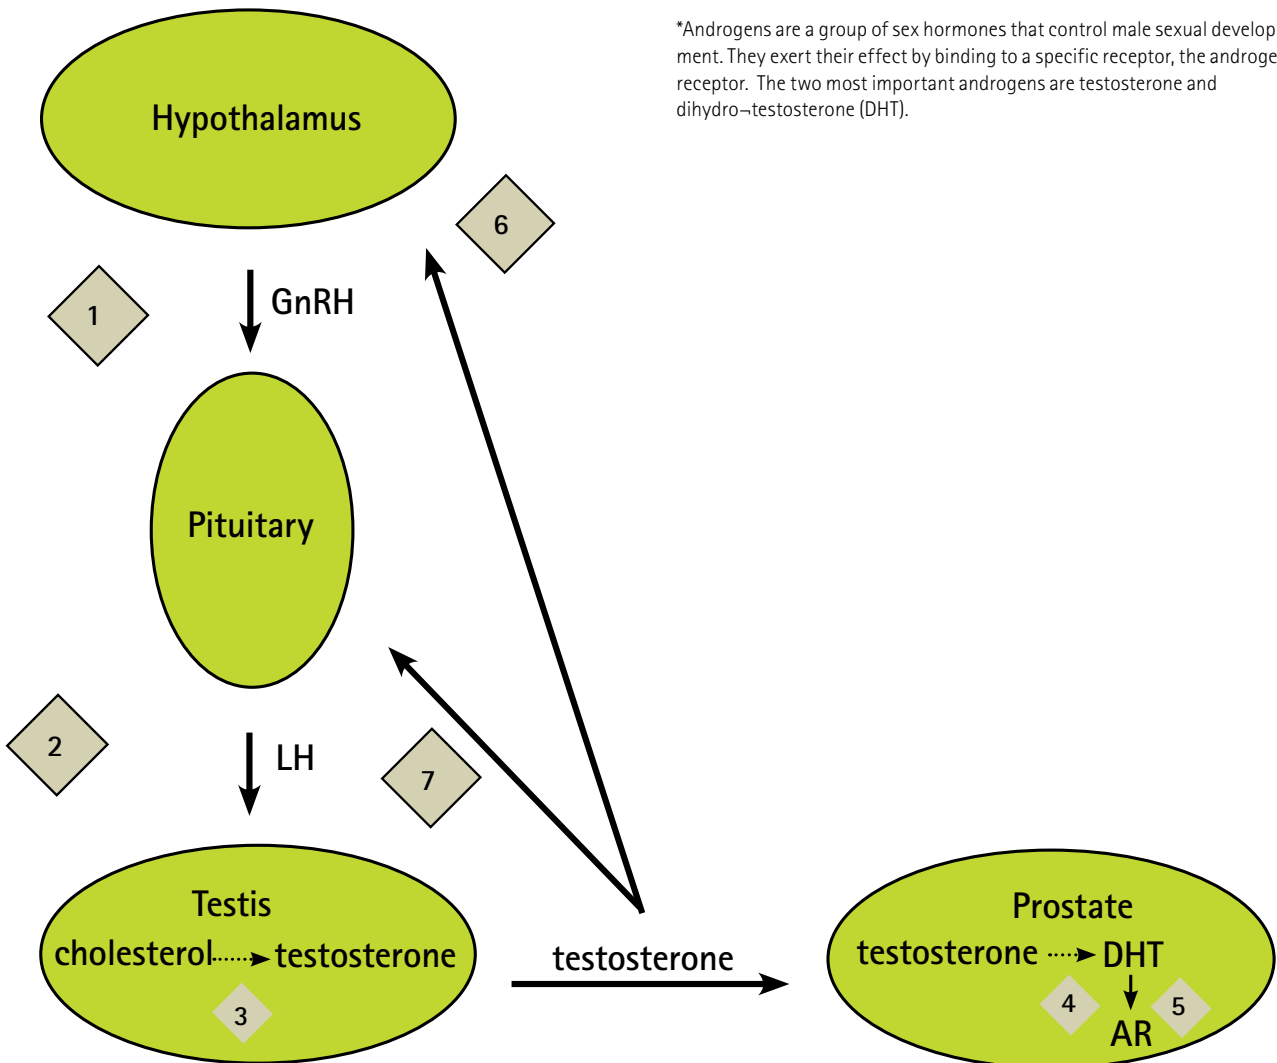 *Androgens are a group of sex hormones that control male sexual develop
ment. They exert their effect by binding to a specific receptor, the androge
receptor. The two most important androgens are testosterone and
dihydro¬testosterone (DHT).
Hypothalamus
6
1
GnRH
Pituitary
2
LH
7
Testis
cholesterol testosterone
3
testosterone
Prostate
testosterone DHT
4
5
AR